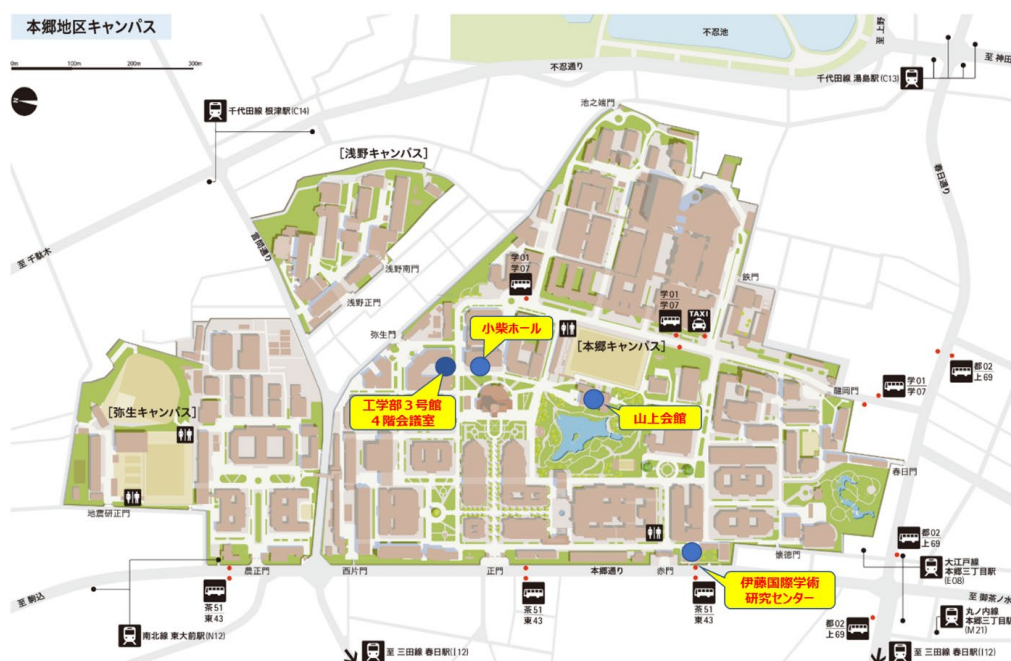 本郷地区キャンパス
0m 100m 200m 300m
N
千代田線 根津駅(C14)
不忍通り
不忍池
至 上野
至 神田
千代田線 湯島駅(C13)
池之端門
[浅野キャンパス]
春日通り
至 千駄木
言問通り
浅野南門
浅野正門
弥生門
学01
学07
鉄門
学01
学07
TAXI
小柴ホール
[本郷キャンパス]
都02
上69
学01
学07
龍岡門
工学部3号館
4階会議室
山上会館
[弥生キャンパス]
春日門
地震研正門
農正門
西片門
正門
本郷通り
赤門
懐徳門
都02
上69
大江戸線
本郷三丁目駅
(E08)
伊藤国際学術
研究センター
至 駒込
茶51
東43
茶51
東43
茶51
東43
至 御茶ノ水
丸ノ内線
本郷三丁目駅
(M21)
都02
上69
南北線 東大前駅(N12)
至 三田線 春日駅(I12)
至 三田線 春日駅(I12)